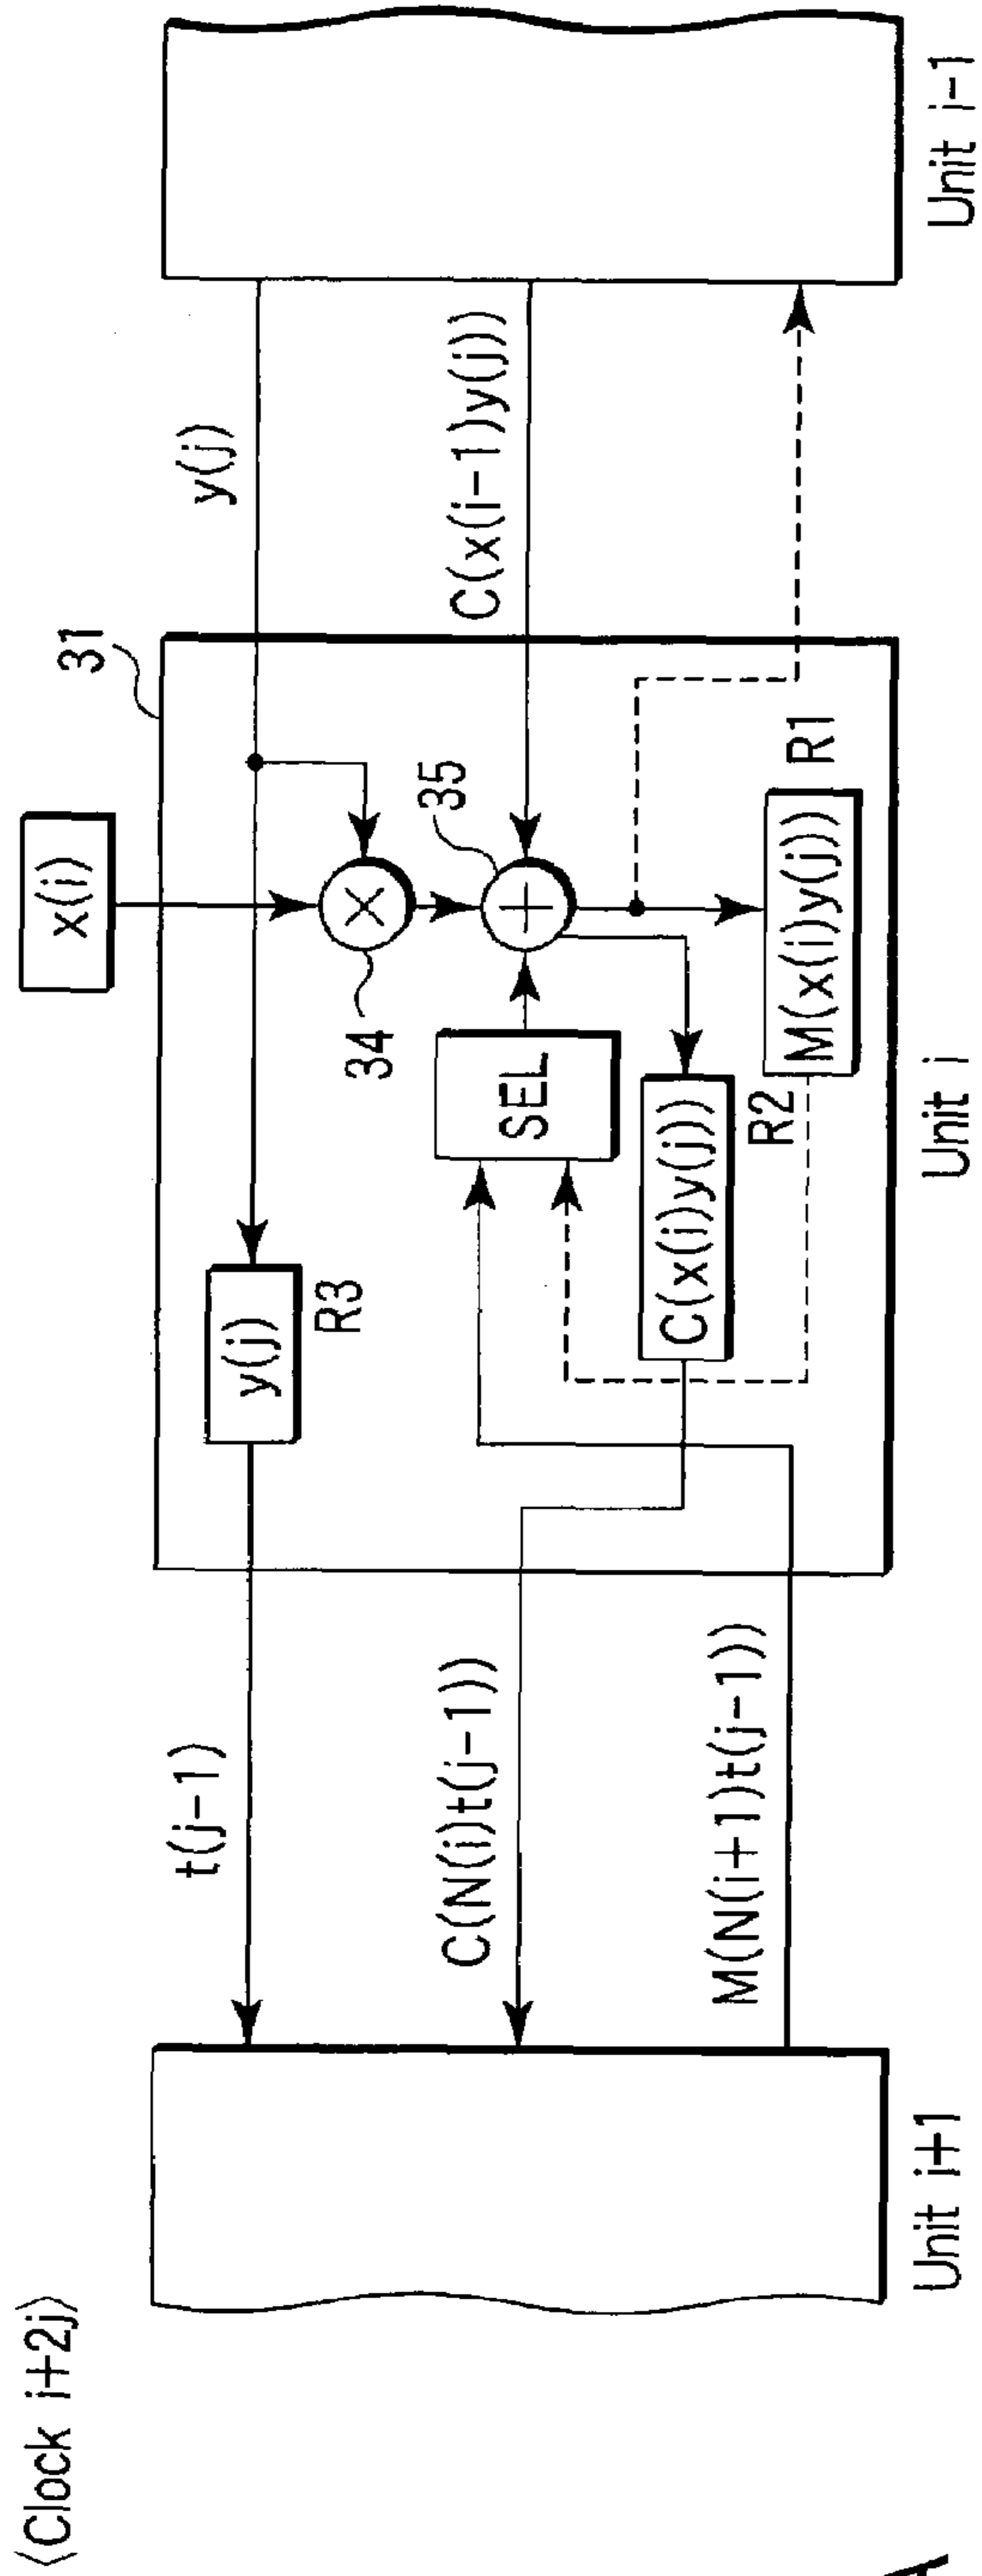 〈Clock i+2j〉
x(i)
31
t(j-1)
y(j)
R3
y(j)
34
35
C(N(i)t(j-1))
SEL
C(x(i-1)y(j))
C(x(i)y(j))
R2
M(N(i+1)t(j-1))
M(x(i)y(j))
R1
Unit i+1
Unit i
Unit i-1